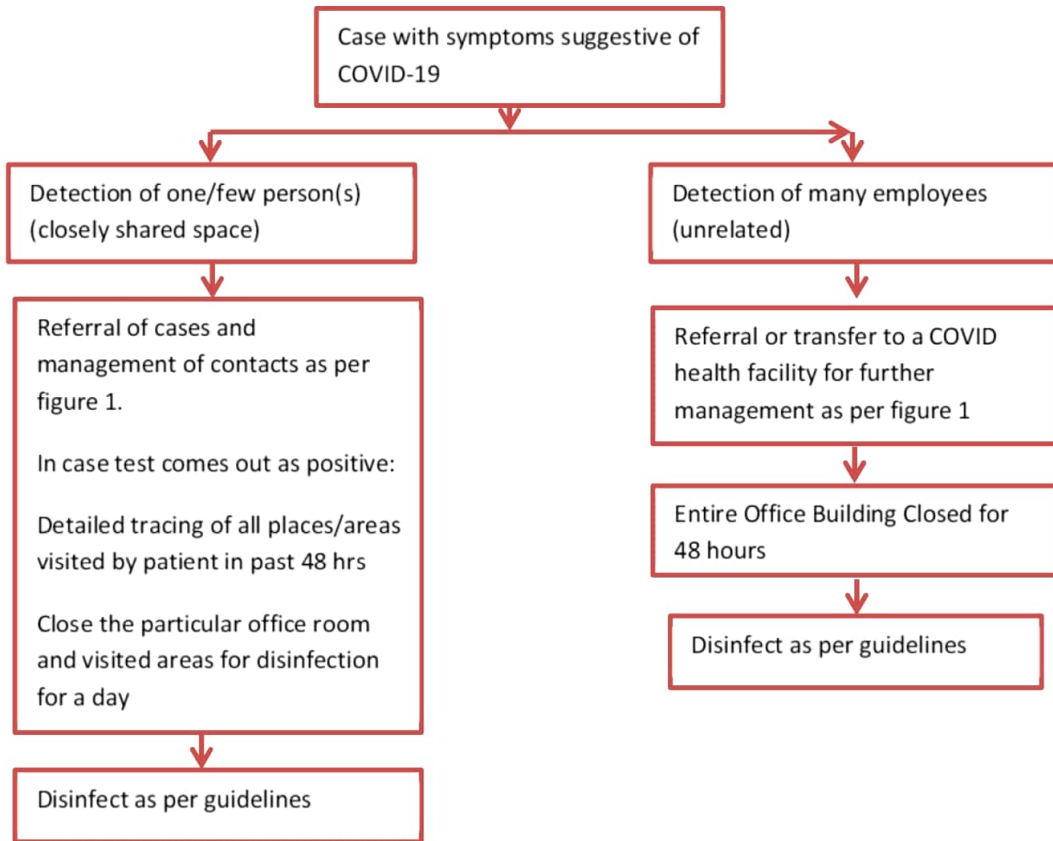 Case with symptoms suggestive of
COVID-19
Detection of one/few person(s)
(closely shared space)
Referral of cases and
management of contacts as per
figure 1.
In case test comes out as positive:
Detailed tracing of all places/areas
visited by patient in past 48 hrs
Close the particular office room
and visited areas for disinfection
for a day
Disinfect as per guidelines
Detection of many employees
(unrelated)
Referral or transfer to a COVID
health facility for further
management as per figure 1
Entire Office Building Closed for
48 hours
Disinfect as per guidelines